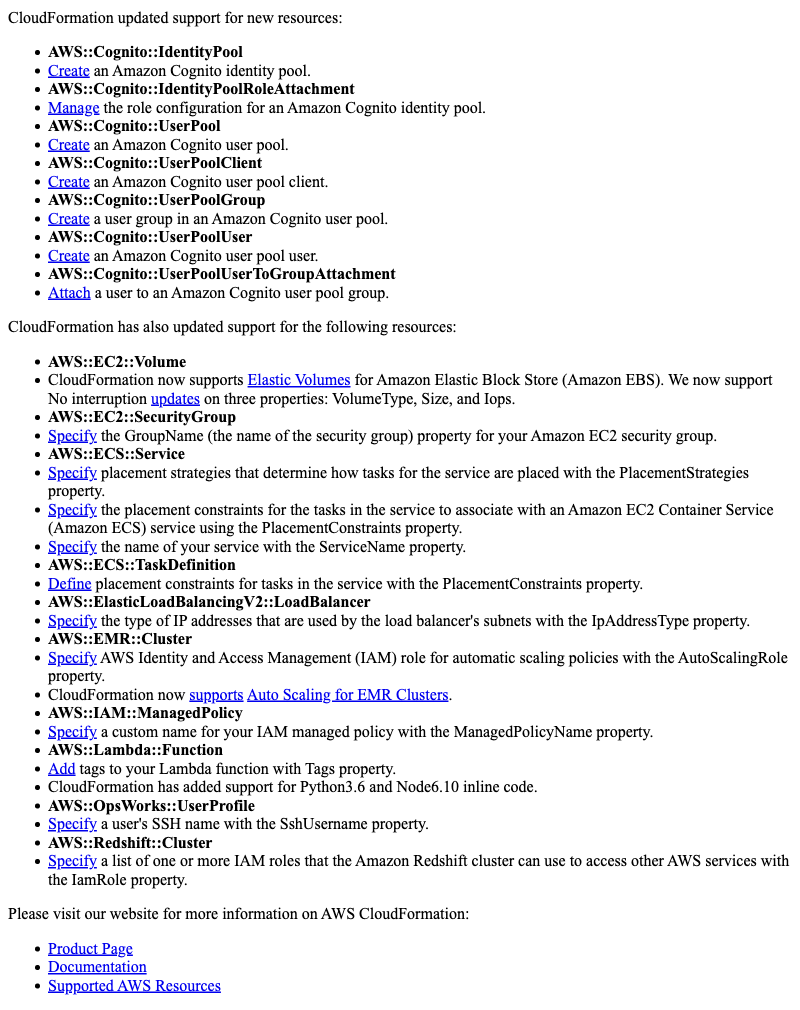 CloudFormation updated support for new resources:
AWS::Cognito::IdentityPool
Create an Amazon Cognito identity pool.
AWS::Cognito::IdentityPoolRoleAttachment
Manage the role configuration for an Amazon Cognito identity pool.
AWS::Cognito::UserPool
Create an Amazon Cognito user pool.
AWS::Cognito::UserPoolClient
Create an Amazon Cognito user pool client.
AWS::Cognito::UserPoolGroup
Create a user group in an Amazon Cognito user pool.
AWS::Cognito::UserPoolUser
Create an Amazon Cognito user pool user.
AWS::Cognito::UserPoolUserToGroupAttachment
Attach a user to an Amazon Cognito user pool group.
CloudFormation has also updated support for the following resources:
AWS::EC2::Volume
CloudFormation now supports Elastic Volumes for Amazon Elastic Block Store (Amazon EBS). We now support
No interruption updates on three properties: VolumeType, Size, and Iops.
AWS::EC2::SecurityGroup
Specify the GroupName (the name of the security group) property for your Amazon EC2 security group.
AWS::ECS::Service
Specify placement strategies that determine how tasks for the service are placed with the PlacementStrategies
property.
Specify the placement constraints for the tasks in the service to associate with an Amazon EC2 Container Service
(Amazon ECS) service using the PlacementConstraints property.
Specify the name of your service with the ServiceName property.
AWS::ECS::TaskDefinition
Define placement constraints for tasks in the service with the PlacementConstraints property.
AWS::ElasticLoadBalancingV2::LoadBalancer
Specify the type of IP addresses that are used by the load balancer's subnets with the IpAddressType property.
AWS::EMR::Cluster
Specify AWS Identity and Access Management (IAM) role for automatic scaling policies with the AutoScalingRole
property.
CloudFormation now supports Auto Scaling for EMR Clusters.
AWS::IAM::ManagedPolicy
Specify a custom name for your IAM managed policy with the ManagedPolicyName property.
AWS::Lambda::Function
Add tags to your Lambda function with Tags property.
CloudFormation has added support for Python3.6 and Node6.10 inline code.
AWS::OpsWorks::UserProfile
Specify a user's SSH name with the SshUsername property.
AWS::Redshift::Cluster
Specify a list of one or more IAM roles that the Amazon Redshift cluster can use to access other AWS services with
the IamRole property.
Please visit our website for more information on AWS CloudFormation:
Product Page
Documentation
Supported AWS Resources